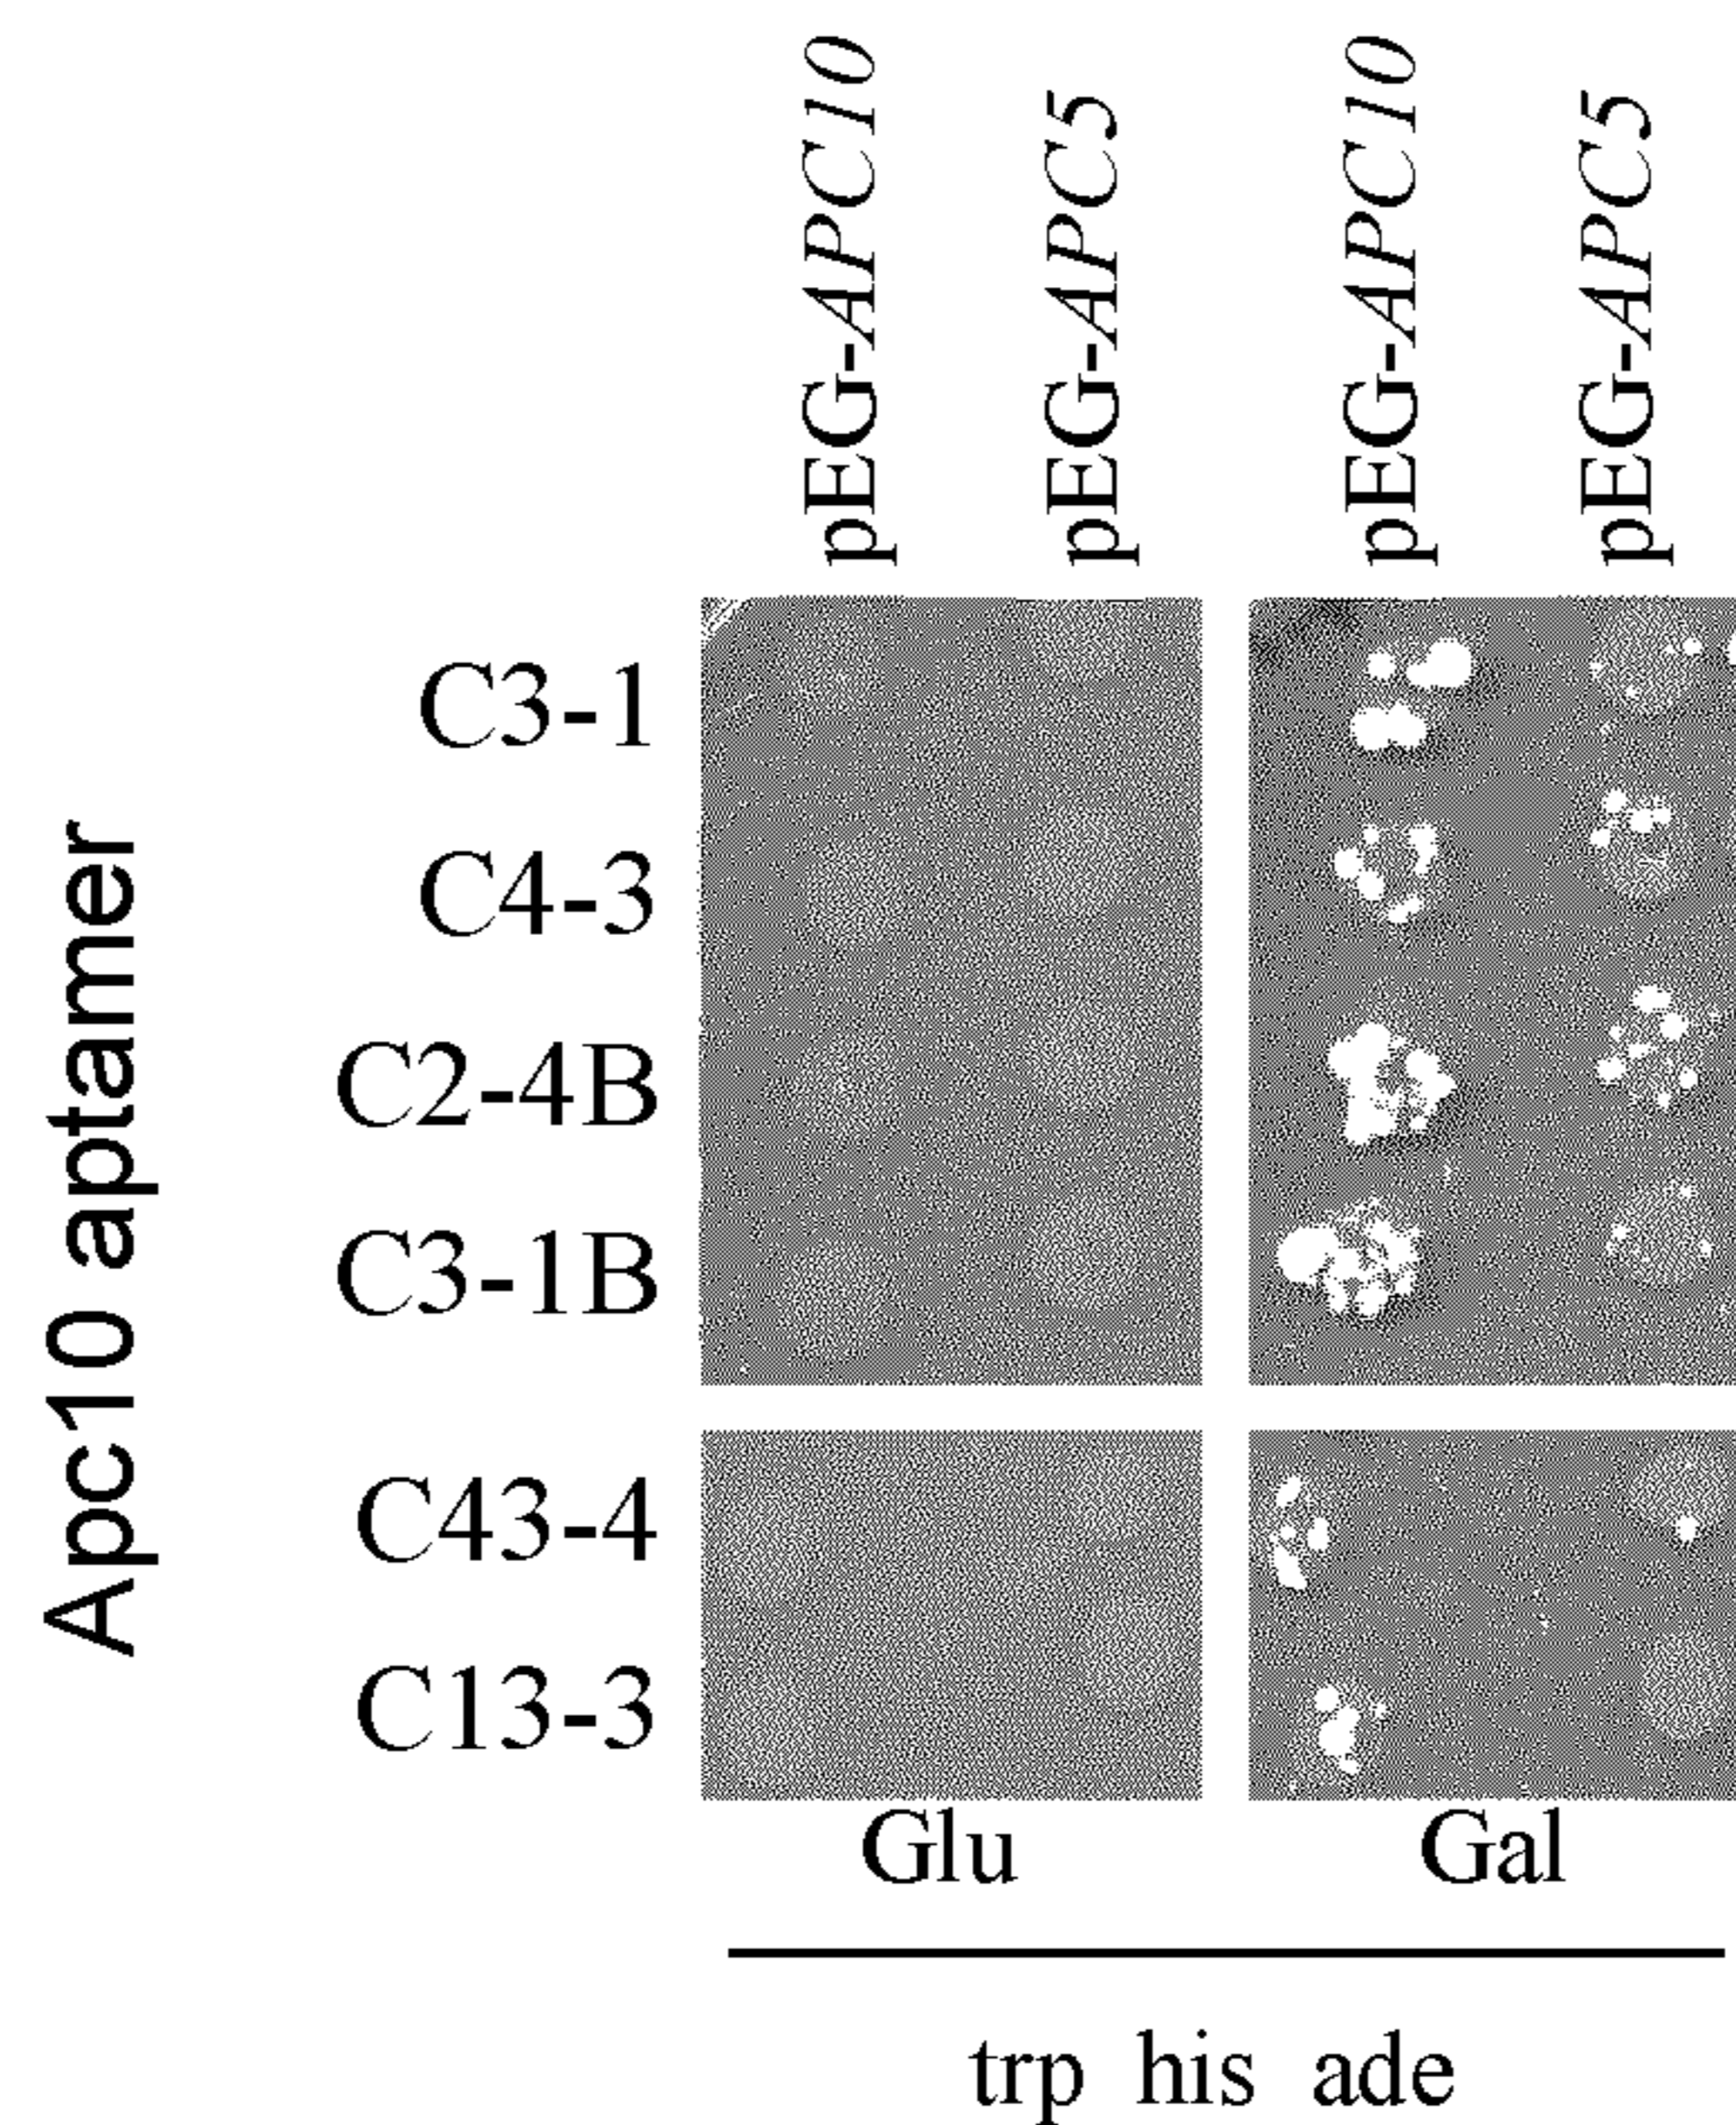 pEG-APC10
pEG-APC5
pEG-APC10
pEG-APC5
Apc10 aptamer
C3-1
C4-3
C2-4B
C3-1B
C43-4
C13-3
Glu
Gal
trp his ade